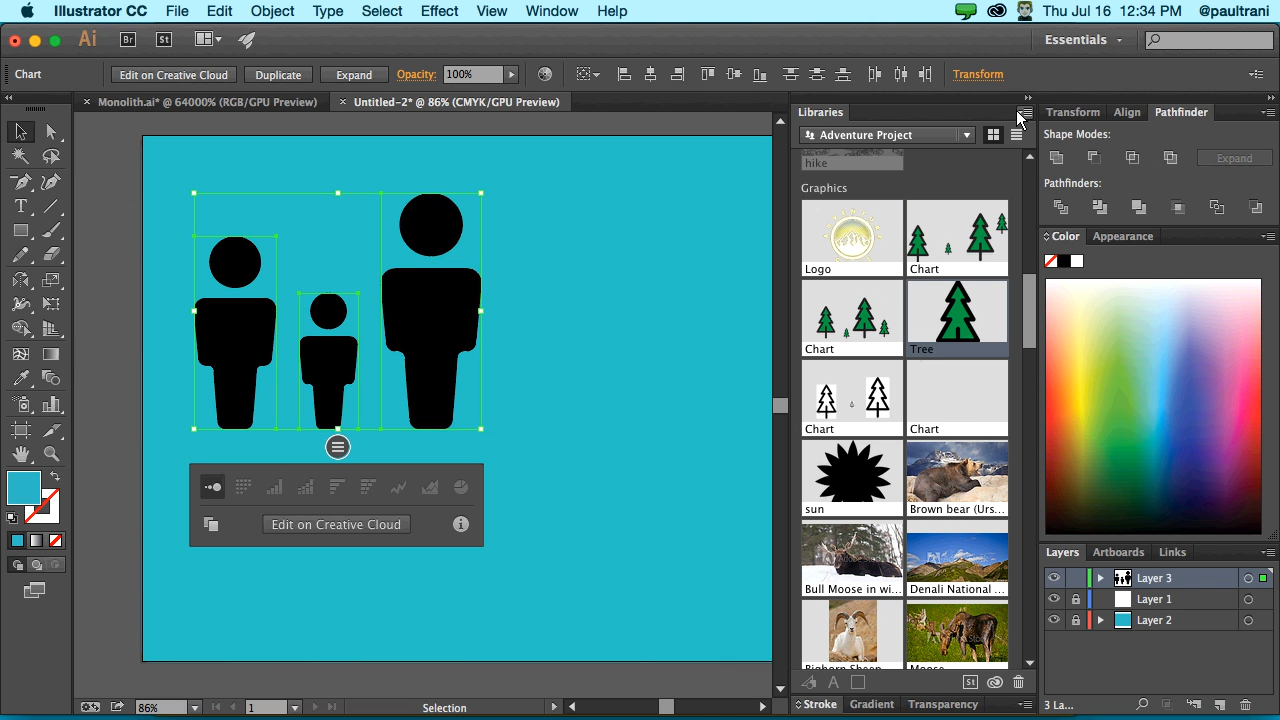 Illustrator CC File Edit Object Type Select Effect View Window Help Thu Jul 16 12:34 PM @paultrani
Ai Br St Essentials
Chart Edit on Creative Cloud Duplicate Expand Opacity: 100% Transform
Monolith.ai* @ 64000% (RGB/GPU Preview) Untitled-2* @ 86% (CMYK/GPU Preview)
Libraries
Adventure Project
hike
Graphics
Logo Chart
Chart Tree
Chart Chart
sun Brown bear (Urs...
Bull Moose in wi... Denali National ...
Bighorn Sheep Moose
St
Stroke Gradient Transparency
Transform Align Pathfinder
Shape Modes:
Expand
Pathfinders:
Color Appearance
Layers Artboards Links
Layer 3
Layer 1
Layer 2
3 La...
Edit on Creative Cloud
86% 1 Selection